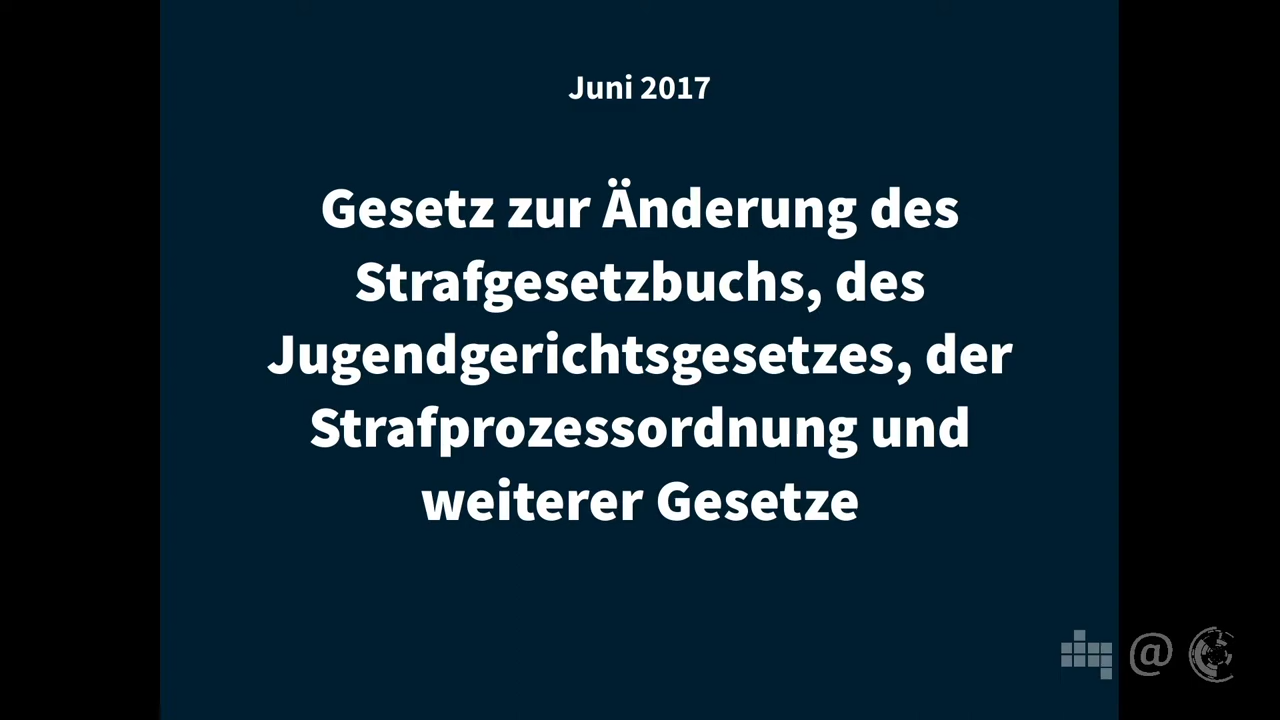 Juni 2017
Gesetz zur Änderung des
Strafgesetzbuchs, des
Jugendgerichtsgesetzes, der
Strafprozessordnung und
weiterer Gesetze
@